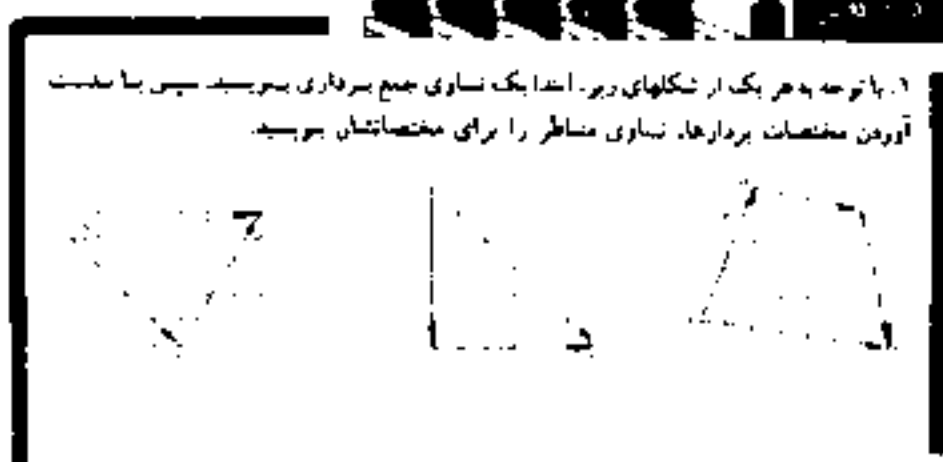 ۱. با توجه به هر یک از شکلهای زیر، ابتدا یک تساوی جمع برداری بنویسید. سپس با بدست
آوردن مختصات بردارها، تساوی متناظر را برای مختصاتشان بنویسید.